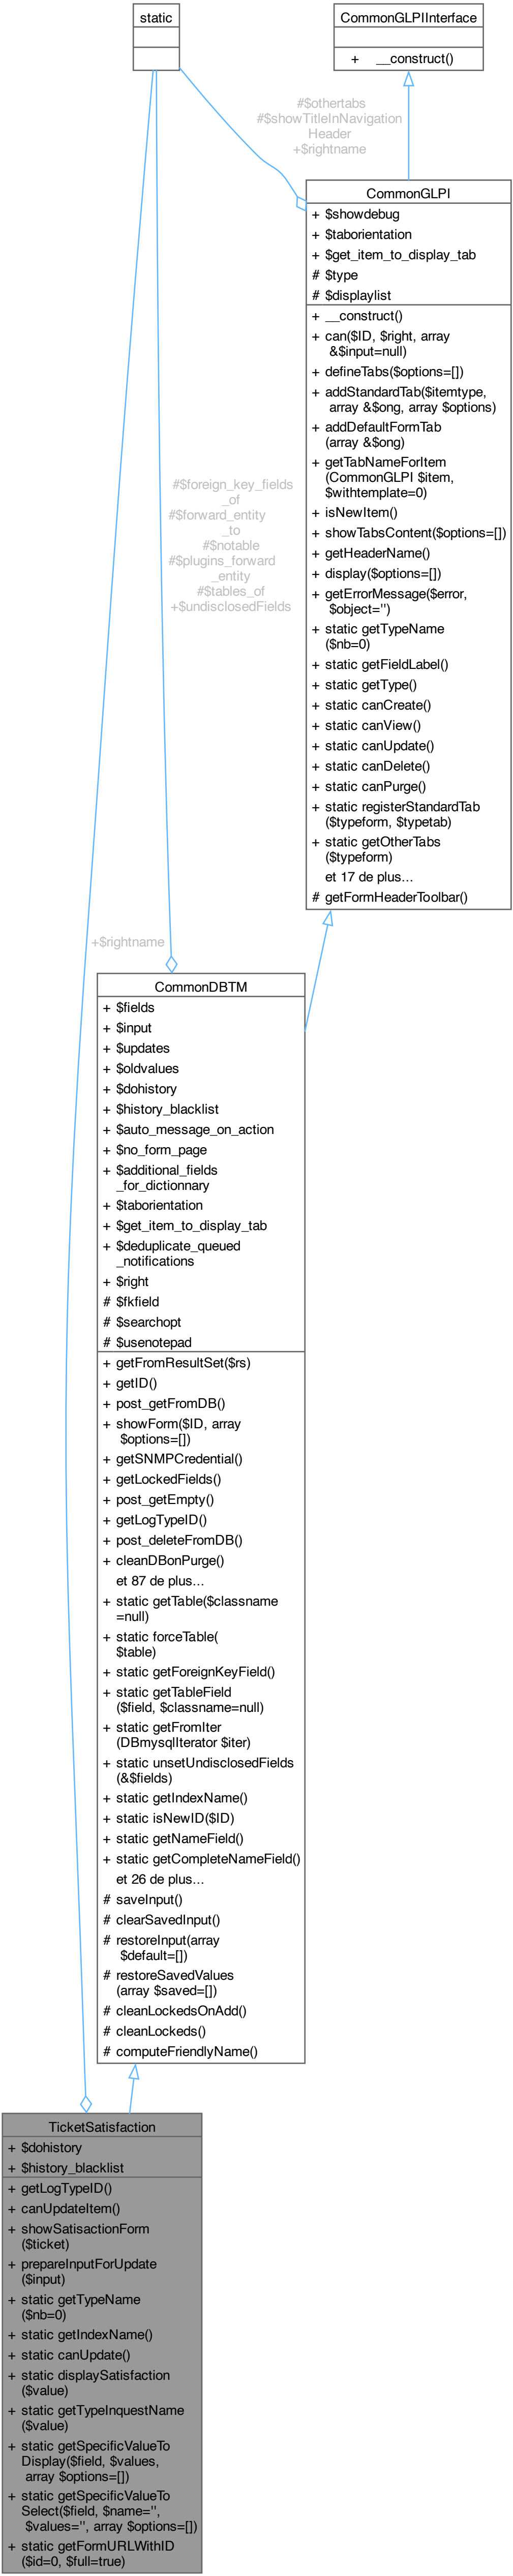 static
CommonGLPIInterface
+ __construct()
#$othertabs
#$showTitleInNavigation
Header
+$rightname
CommonGLPI
+ $showdebug
+ $taborientation
+ $get_item_to_display_tab
# $type
# $displaylist
+ __construct()
+ can($ID, $right, array
&$input=null)
+ defineTabs($options=[])
+ addStandardTab($itemtype,
array &$ong, array $options)
+ addDefaultFormTab
(array &$ong)
+ getTabNameForItem
(CommonGLPI $item,
$withtemplate=0)
+ isNewItem()
+ showTabsContent($options=[])
+ getHeaderName()
+ display($options=[])
+ getErrorMessage($error,
$object='')
+ static getTypeName
($nb=0)
+ static getFieldLabel()
+ static getType()
+ static canCreate()
+ static canView()
+ static canUpdate()
+ static canDelete()
+ static canPurge()
+ static registerStandardTab
($typeform, $typetab)
+ static getOtherTabs
($typeform)
et 17 de plus...
# getFormHeaderToolbar()
#$foreign_key_fields
_of
#$forward_entity
_to
#$notable
#$plugins_forward
_entity
#$tables_of
+$undisclosedFields
+$rightname
CommonDBTM
+ $fields
+ $input
+ $updates
+ $oldvalues
+ $dohistory
+ $history_blacklist
+ $auto_message_on_action
+ $no_form_page
+ $additional_fields
_for_dictionnary
+ $taborientation
+ $get_item_to_display_tab
+ $deduplicate_queued
_notifications
+ $right
# $fkfield
# $searchopt
# $usenotepad
+ getFromResultSet($rs)
+ getID()
+ post_getFromDB()
+ showForm($ID, array
$options=[])
+ getSNMPCredential()
+ getLockedFields()
+ post_getEmpty()
+ getLogTypeID()
+ post_deleteFromDB()
+ cleanDBonPurge()
et 87 de plus...
+ static getTable($classname
=null)
+ static forceTable(
$table)
+ static getForeignKeyField()
+ static getTableField
($field, $classname=null)
+ static getFromIter
(DBmysqlIterator $iter)
+ static unsetUndisclosedFields
(&$fields)
+ static getIndexName()
+ static isNewID($ID)
+ static getNameField()
+ static getCompleteNameField()
et 26 de plus...
# saveInput()
# clearSavedInput()
# restoreInput(array
$default=[])
# restoreSavedValues
(array $saved=[])
# cleanLockedsOnAdd()
# cleanLockeds()
# computeFriendlyName()
TicketSatisfaction
+ $dohistory
+ $history_blacklist
+ getLogTypeID()
+ canUpdateItem()
+ showSatisactionForm
($ticket)
+ prepareInputForUpdate
($input)
+ static getTypeName
($nb=0)
+ static getIndexName()
+ static canUpdate()
+ static displaySatisfaction
($value)
+ static getTypeInquestName
($value)
+ static getSpecificValueTo
Display($field, $values,
array $options=[])
+ static getSpecificValueTo
Select($field, $name='',
$values='', array $options=[])
+ static getFormURLWithID
($id=0, $full=true)